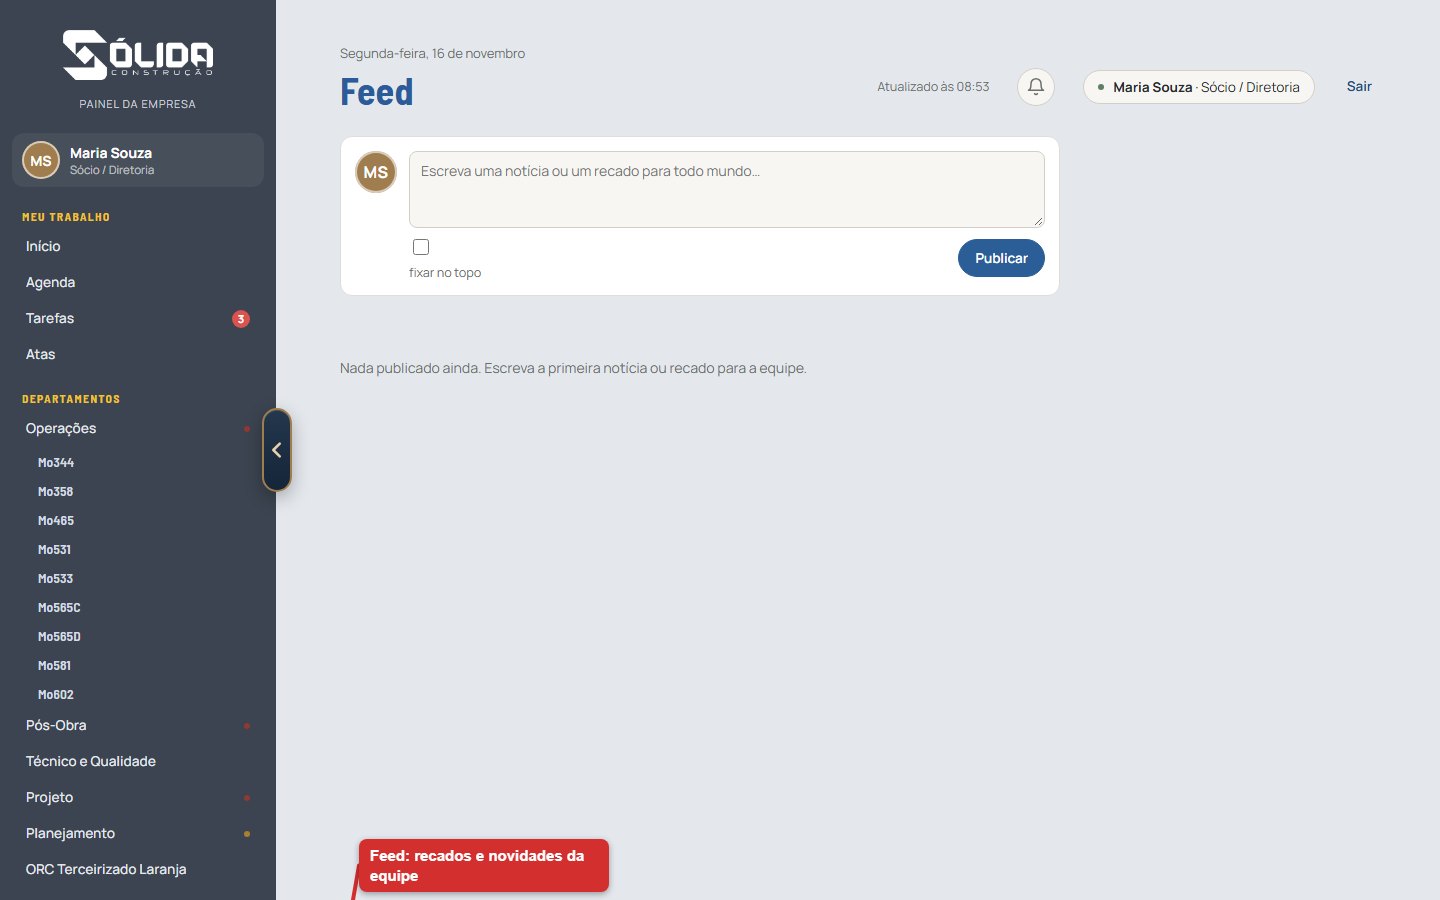 SÓLIDA
CONSTRUÇÃO
PAINEL DA EMPRESA
MS
Maria Souza
Sócio / Diretoria
MEU TRABALHO
Início
Agenda
Tarefas
3
Atas
DEPARTAMENTOS
Operações
Mo344
Mo358
Mo465
Mo531
Mo533
Mo565C
Mo565D
Mo581
Mo602
Pós-Obra
Técnico e Qualidade
Projeto
Planejamento
ORC Terceirizado Laranja
Segunda-feira, 16 de novembro
Feed
Atualizado às 08:53
Maria Souza · Sócio / Diretoria
Sair
MS
Escreva uma notícia ou um recado para todo mundo...
fixar no topo
Publicar
Nada publicado ainda. Escreva a primeira notícia ou recado para a equipe.
Feed: recados e novidades da
equipe